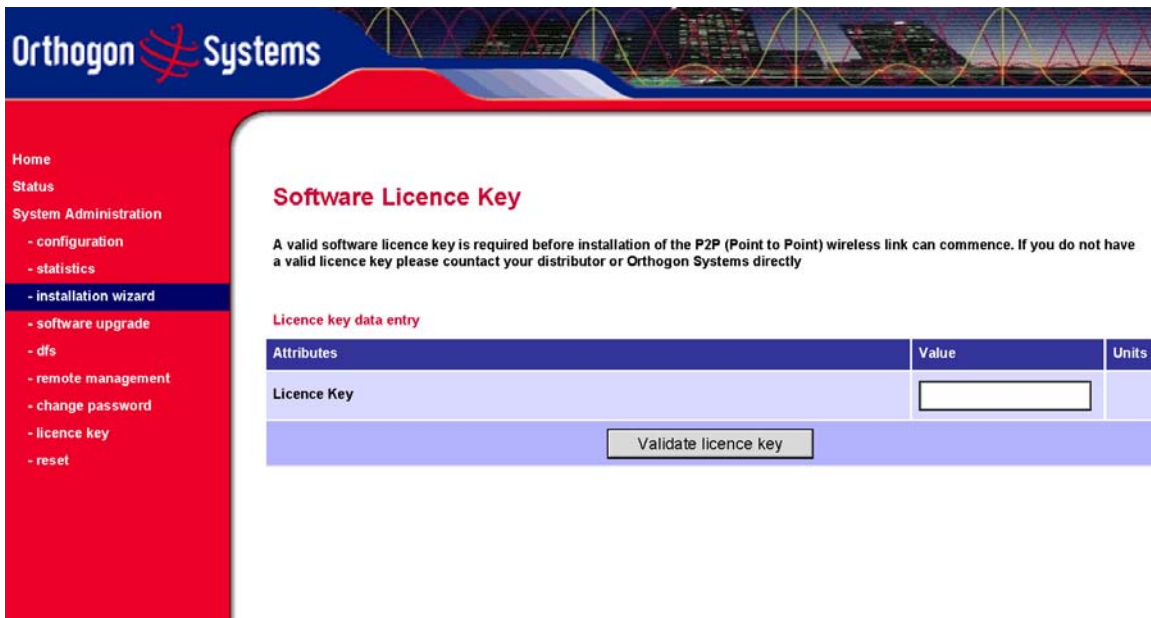 Orthogon Systems
Home
Status
System Administration
- configuration
- statistics
- installation wizard
- software upgrade
- dfs
- remote management
- change password
- licence key
- reset
Software Licence Key
A valid software licence key is required before installation of the P2P (Point to Point) wireless link can commence. If you do not have
a valid licence key please countact your distributor or Orthogon Systems directly
Licence key data entry
Attributes Value Units
Licence Key
Validate licence key